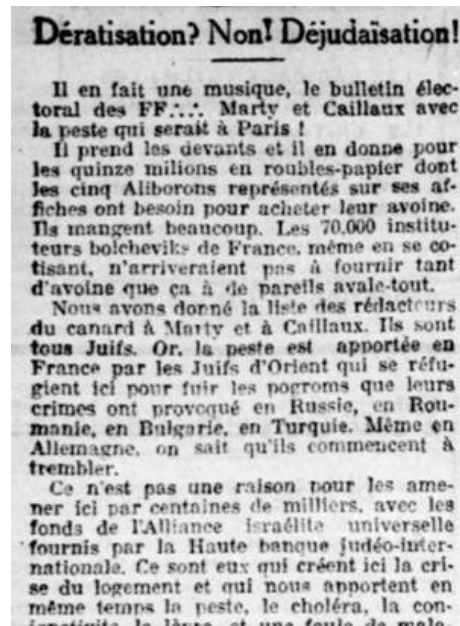 Dératisation? Non! Déjudaïsation!
Il en fait une musique, le bulletin élec-
toral des FF∴∴ Marty et Caillaux avec
la peste qui serait à Paris !
Il prend les devants et il en donne pour
les quinze milions en roubles-papier dont
les cinq Aliborons représentés sur ses af-
fiches ont besoin pour acheter leur avoine.
Ils mangent beaucoup. Les 70.000 institu-
teurs bolcheviks de France, même en se co-
tisant, n'arriveraient pas à fournir tant
d'avoine que ça à de pareils avale-tout.
Nous avons donné la liste des rédacteurs
du canard à Marty et à Caillaux. Ils sont
tous Juifs. Or, la peste est apportée en
France par les Juifs d'Orient qui se réfu-
gient ici pour fuir les pogroms que leurs
crimes ont provoqué en Russie, en Rou-
manie, en Bulgarie, en Turquie. Même en
Allemagne, on sait qu'ils commencent à
trembler.
Ce n'est pas une raison pour les ame-
ner ici par centaines de milliers, avec les
fonds de l'Alliance israélite universelle
fournis par la Haute banque judéo-inter-
nationale. Ce sont eux qui créent ici la cri-
se du logement et qui nous apportent en
même temps la peste, le choléra, la con-
la lèpre et une foule de mala-